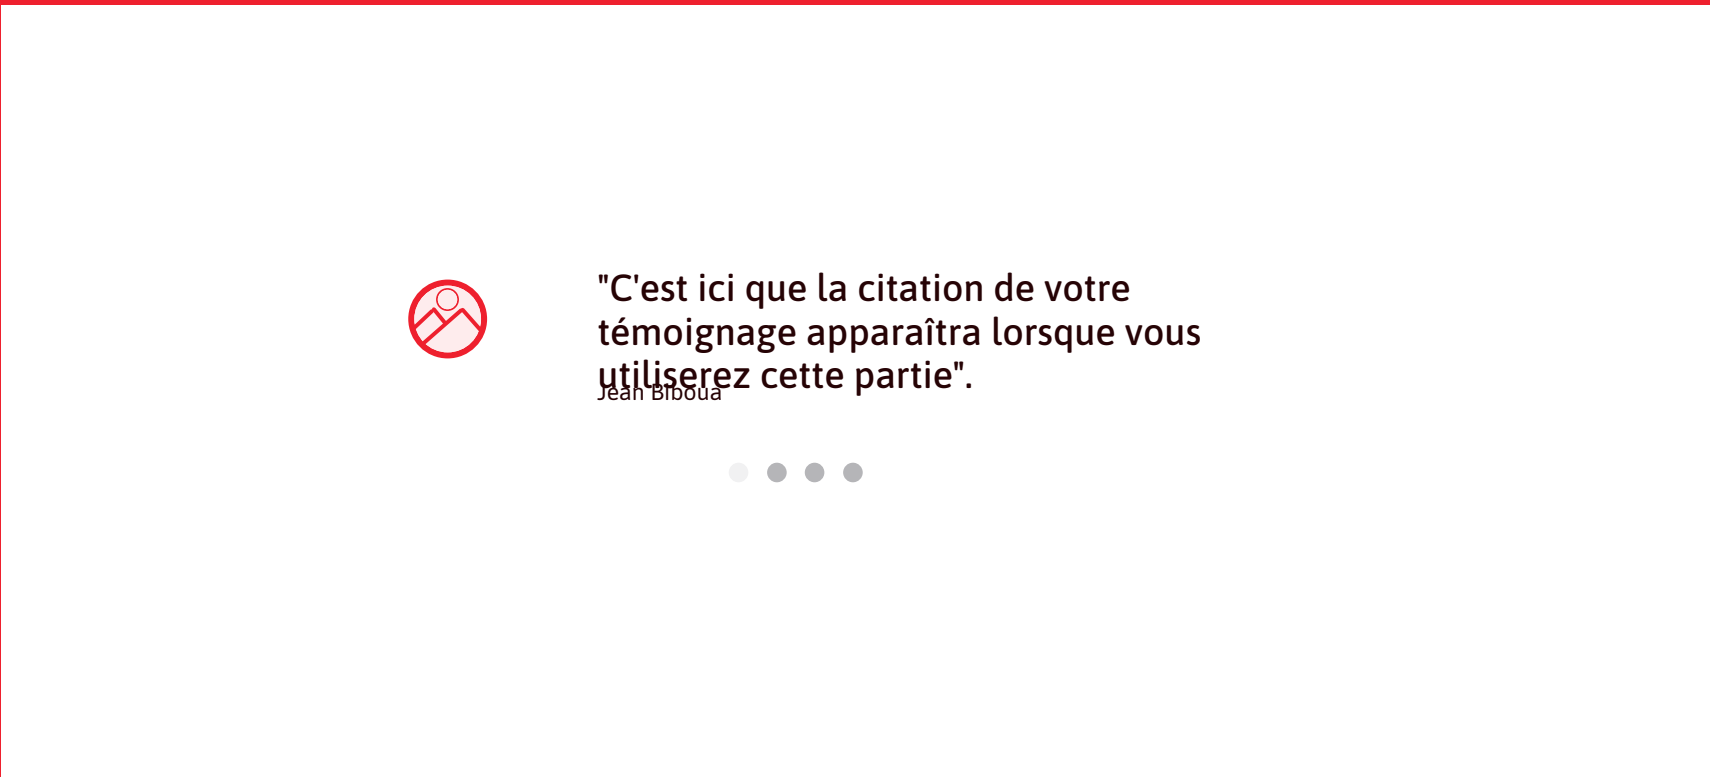 "C'est ici que la citation de votre
témoignage apparaîtra lorsque vous
utiliserez cette partie".
Jean Biboua